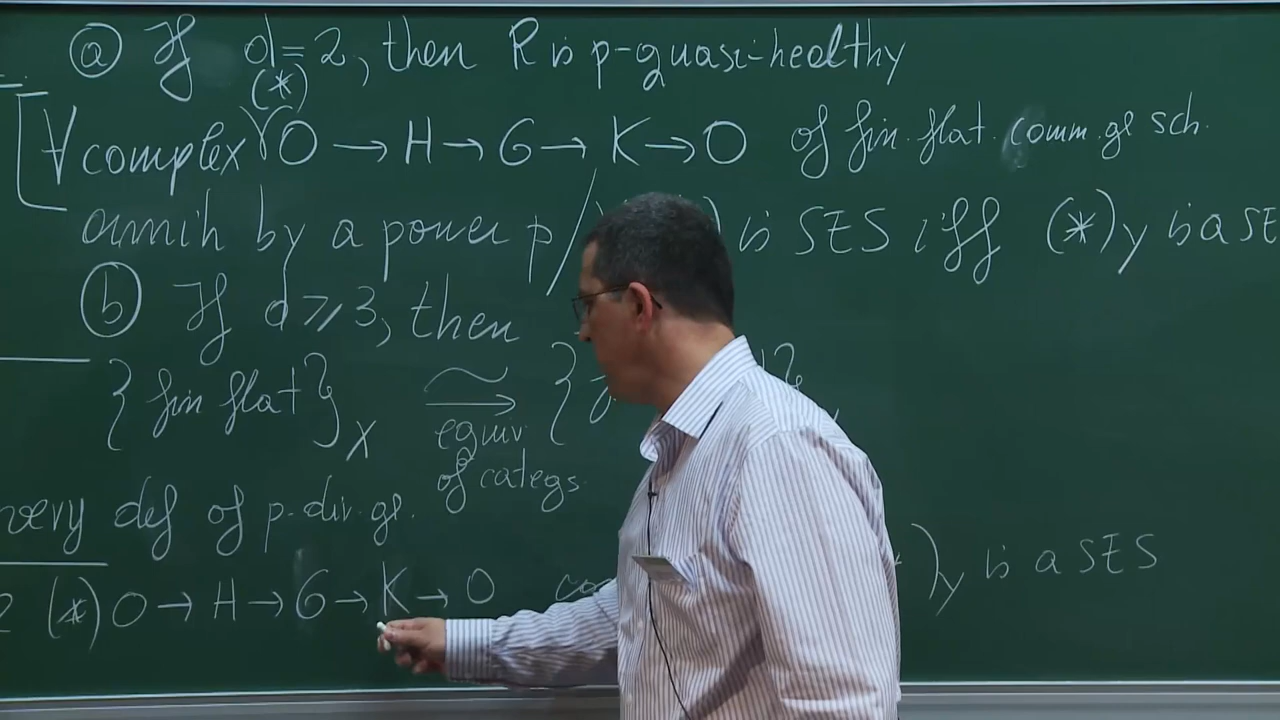 ⓐ If d=2, then R is p-quasi-healthy
(*)
[∀ complex 0 → H → G → K → 0 of fin. flat. comm. gr sch.
annih by a power p / is SES iff (*)y is a SE
ⓑ If d ⩾ 3, then
{fin flat}X ⥲ {
equiv
of categs.
very def of p-div. gr.
2 (*) 0 → H → G → K → 0 )y is a SES